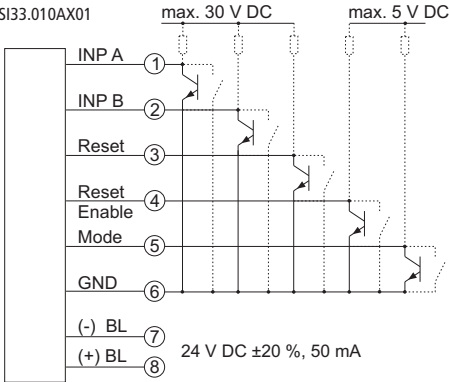 SI33.010AX01
max. 30 V DC
max. 5 V DC
INP A
1
INP B
2
Reset
3
Reset
Enable
4
Mode
5
GND
6
(-) BL
7
(+) BL
8
24 V DC ±20 %, 50 mA